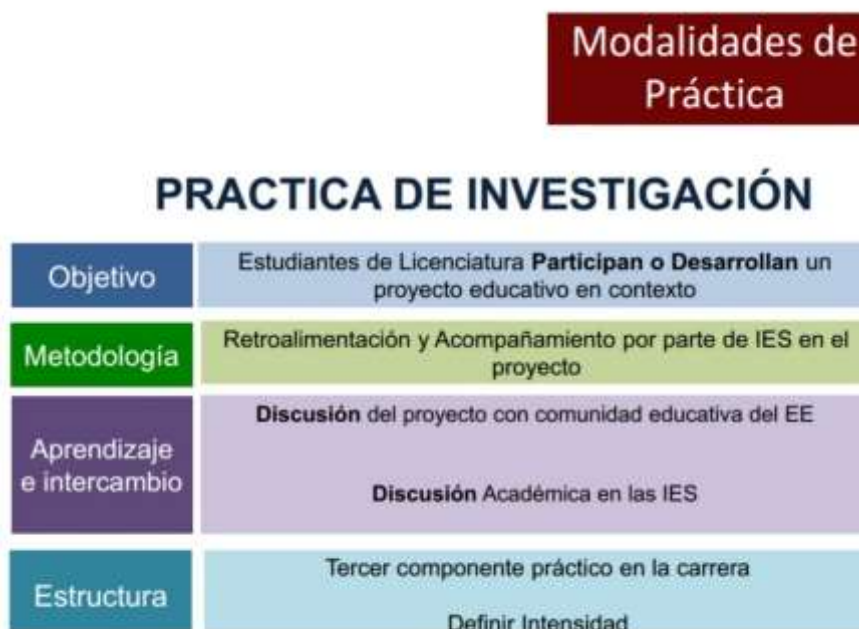 Modalidades de
Práctica
PRACTICA DE INVESTIGACIÓN
Objetivo
Estudiantes de Licenciatura Participan o Desarrollan un
proyecto educativo en contexto
Metodología
Retroalimentación y Acompañamiento por parte de IES en el
proyecto
Aprendizaje
e intercambio
Discusión del proyecto con comunidad educativa del EE
Discusión Académica en las IES
Estructura
Tercer componente práctico en la carrera
Definir Intensidad